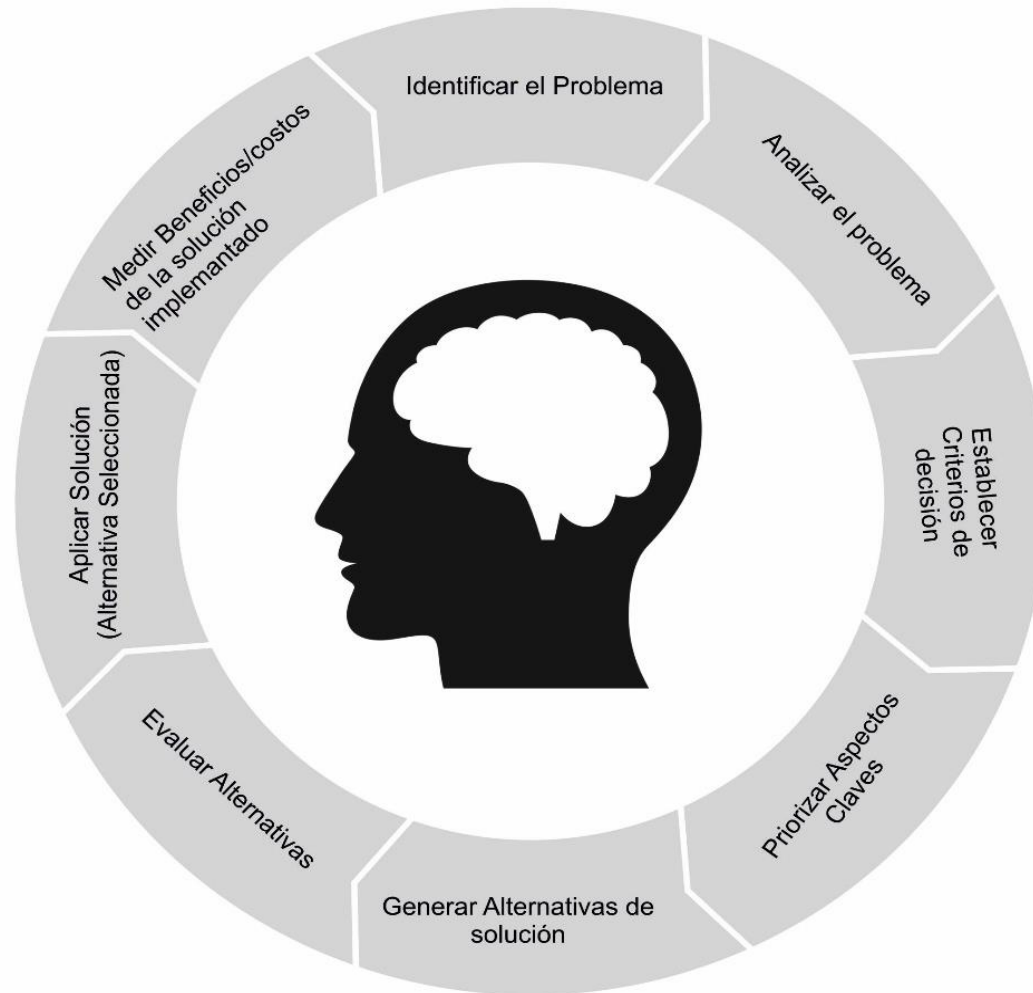 Identificar el Problema
Analizar el problema
Establecer
Criterios de
decisión
Priorizar Aspectos
Claves
Generar Alternativas de
solución
Evaluar Alternativas
Aplicar Solución
(Alternativa Seleccionada)
Medir Beneficios/costos
de la solución
implemantado